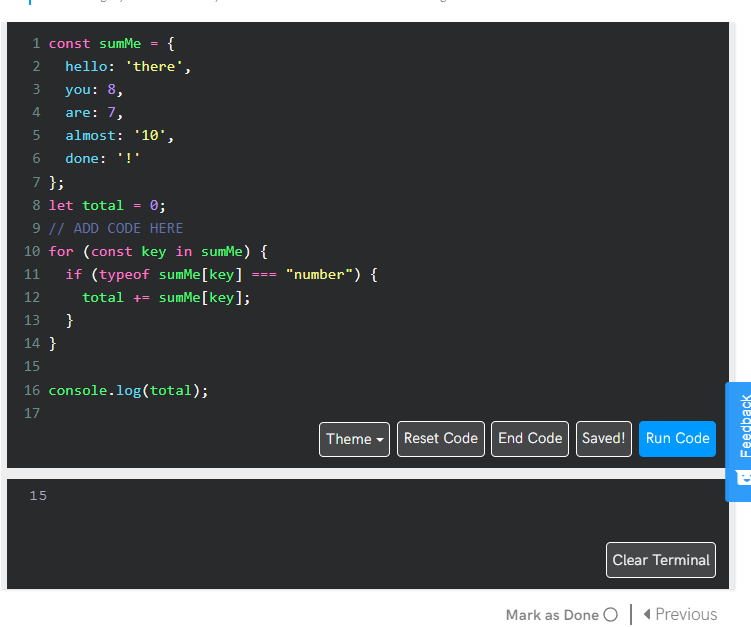 1 const sumMe = {
2   hello: 'there',
3   you: 8,
4   are: 7,
5   almost: '10',
6   done: '!'
7 };
8 let total = 0;
9 // ADD CODE HERE
10 for (const key in sumMe) {
11   if (typeof sumMe[key] === "number") {
12     total += sumMe[key];
13   }
14 }
15
16 console.log(total);
17
Theme Reset Code End Code Saved! Run Code
Feedback
15
Clear Terminal
Mark as Done Previous